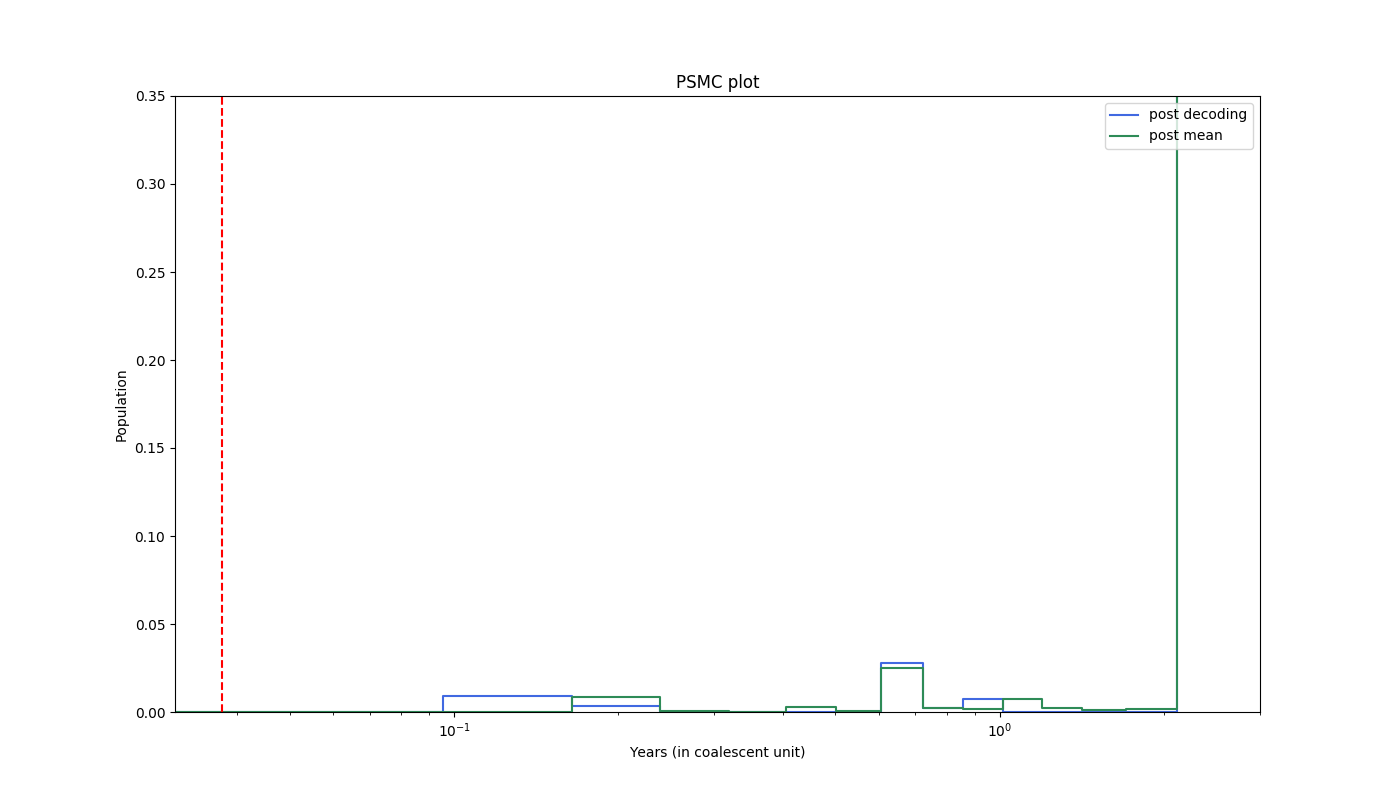 PSMC plot
post decoding
post mean
0.35
0.30
0.25
0.20
0.15
0.10
0.05
0.00
Population
10⁻¹
10⁰
Years (in coalescent unit)